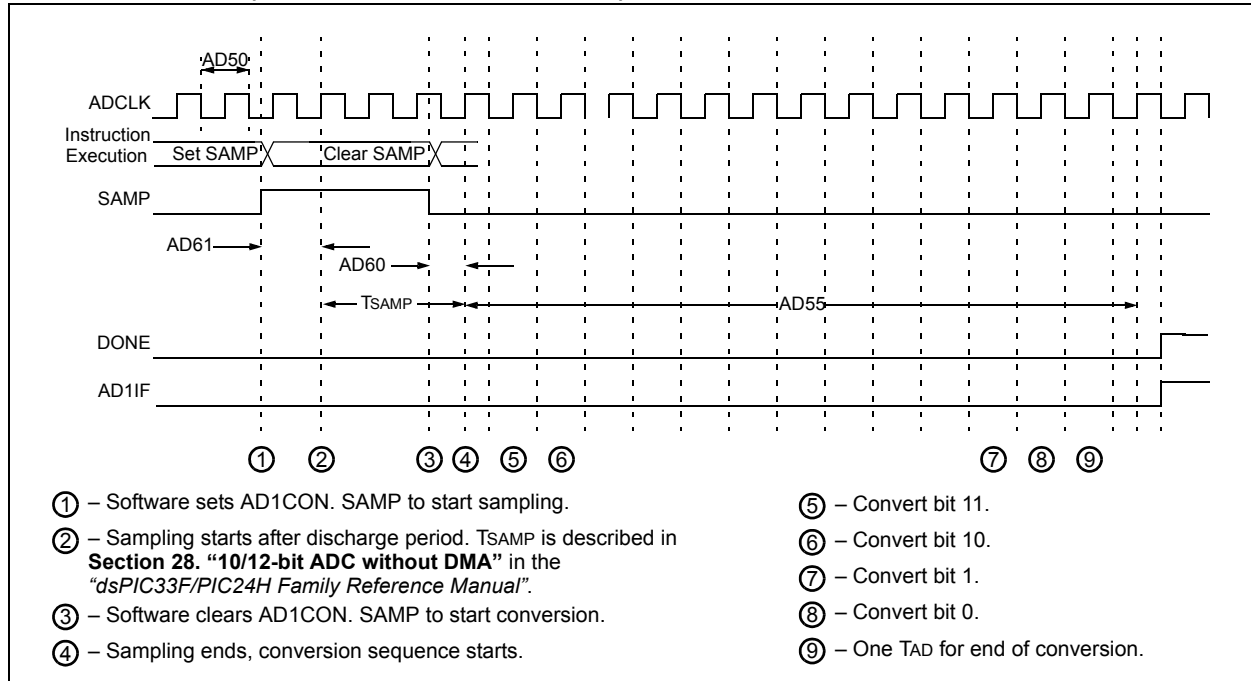 AD50
ADCLK
Instruction
Execution
Set SAMP
Clear SAMP
SAMP
AD61
AD60
TSAMP
AD55
DONE
AD1IF
1 2 3 4 5 6 7 8 9
1 – Software sets AD1CON. SAMP to start sampling.
2 – Sampling starts after discharge period. TSAMP is described in
Section 28. “10/12-bit ADC without DMA” in the
“dsPIC33F/PIC24H Family Reference Manual”.
3 – Software clears AD1CON. SAMP to start conversion.
4 – Sampling ends, conversion sequence starts.
5 – Convert bit 11.
6 – Convert bit 10.
7 – Convert bit 1.
8 – Convert bit 0.
9 – One TAD for end of conversion.